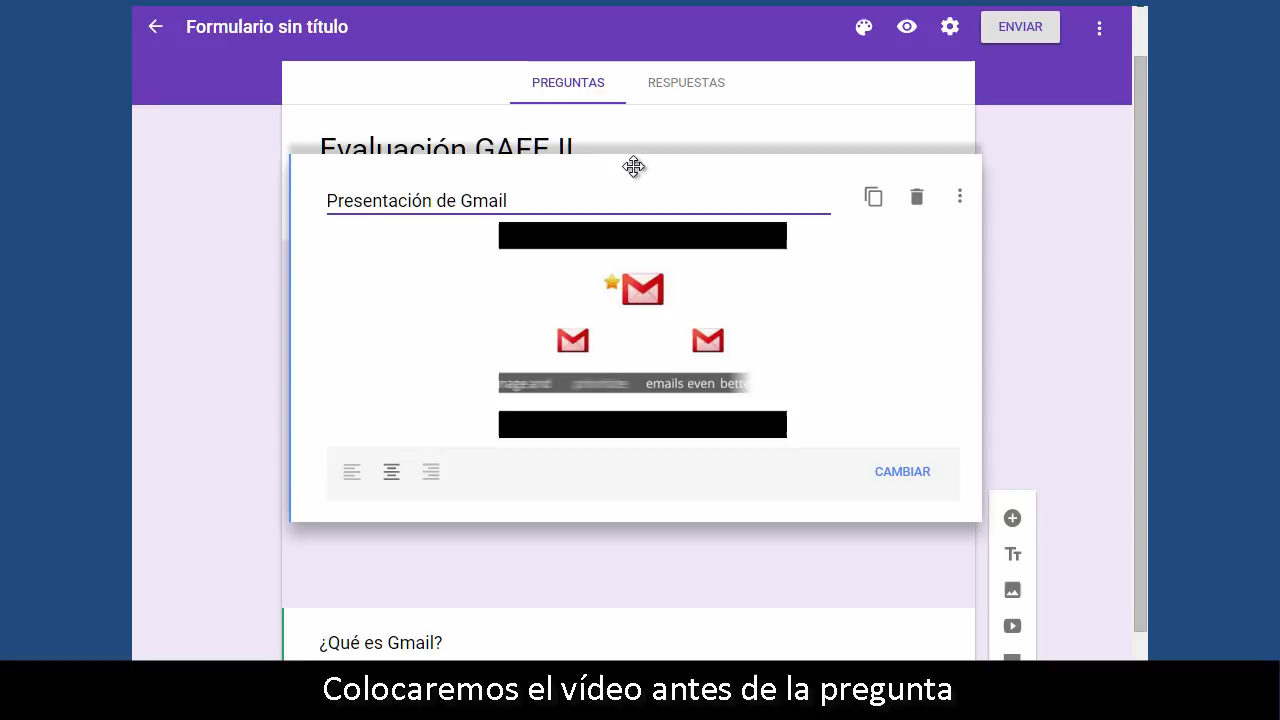 Formulario sin título
ENVIAR
PREGUNTAS
RESPUESTAS
Evaluación GAFE II
Presentación de Gmail
emails even
CAMBIAR
¿Qué es Gmail?
Colocaremos el vídeo antes de la pregunta